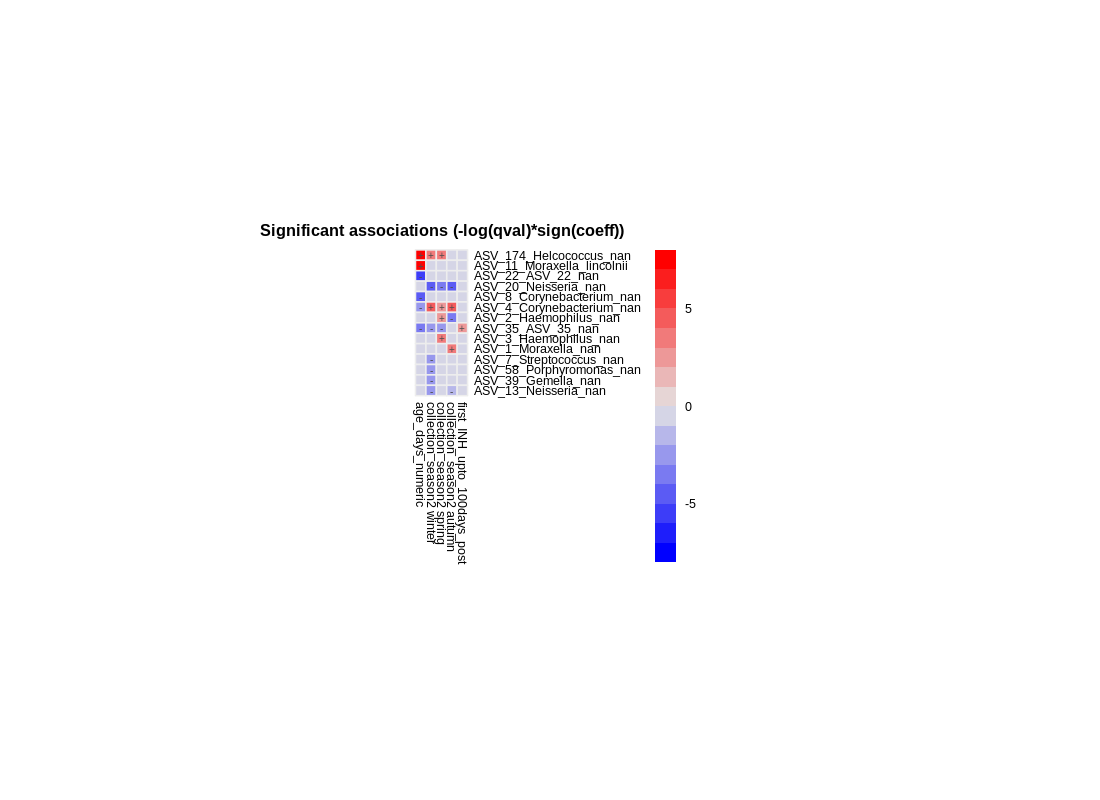 Significant associations (-log(qval)*sign(coeff))
+ + ASV_174_Helcococcus_nan
ASV_11_Moraxella_lincolnii
ASV_22_ASV_22_nan
- - - ASV_20_Neisseria_nan
- ASV_8_Corynebacterium_nan
- + + + ASV_4_Corynebacterium_nan
+ - ASV_2_Haemophilus_nan
- - - + ASV_35_ASV_35_nan
+ ASV_3_Haemophilus_nan
+ ASV_1_Moraxella_nan
- ASV_7_Streptococcus_nan
- ASV_58_Porphyromonas_nan
- ASV_39_Gemella_nan
- - ASV_13_Neisseria_nan
age_days_numeric
collection_season2 winter
collection_season2 spring
collection_season2 autumn
first_INH_upto_100days_post
5
0
-5